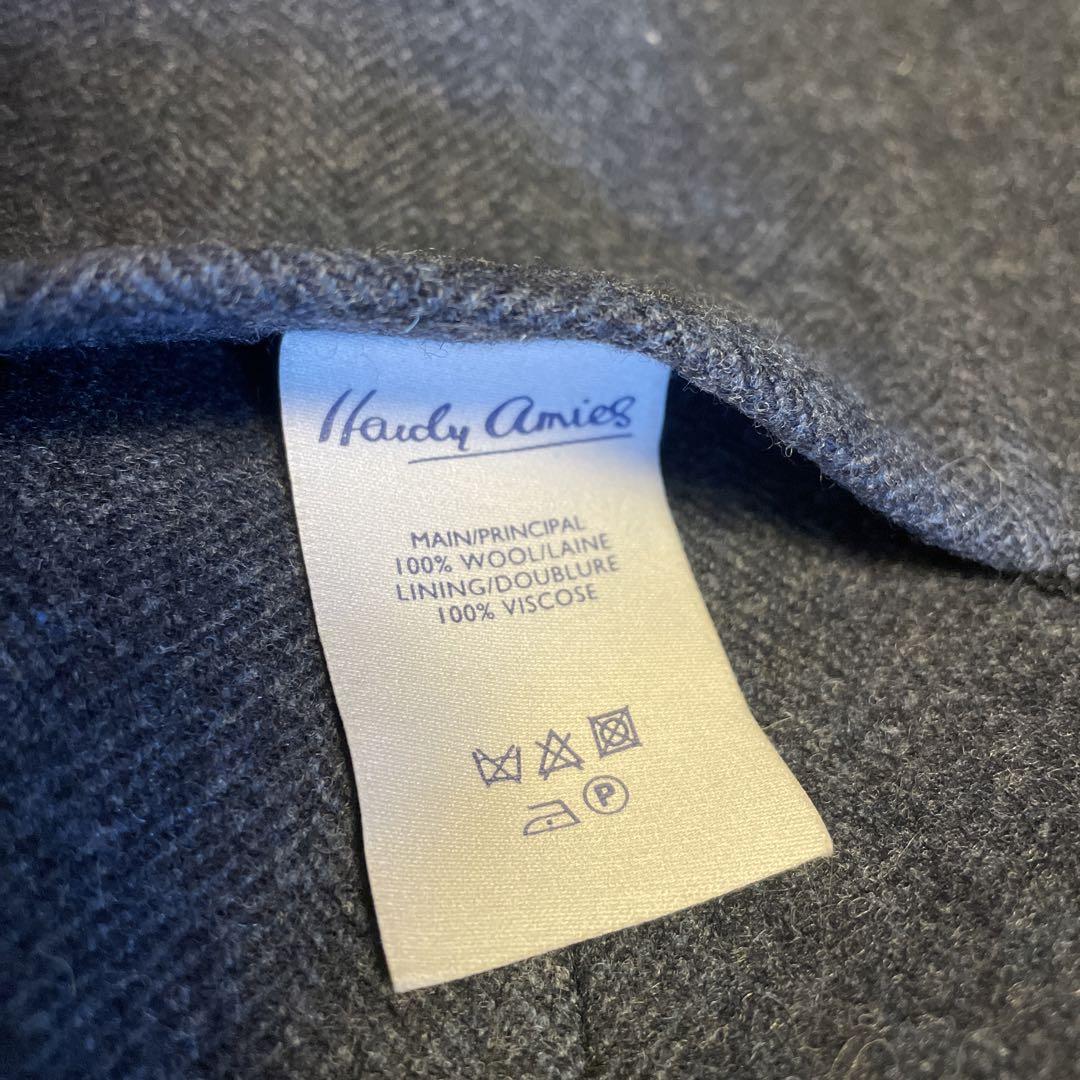 Hardy Amies
MAIN/PRINCIPAL
100% WOOL/LAINE
LINING/DOUBLURE
100% VISCOSE
P